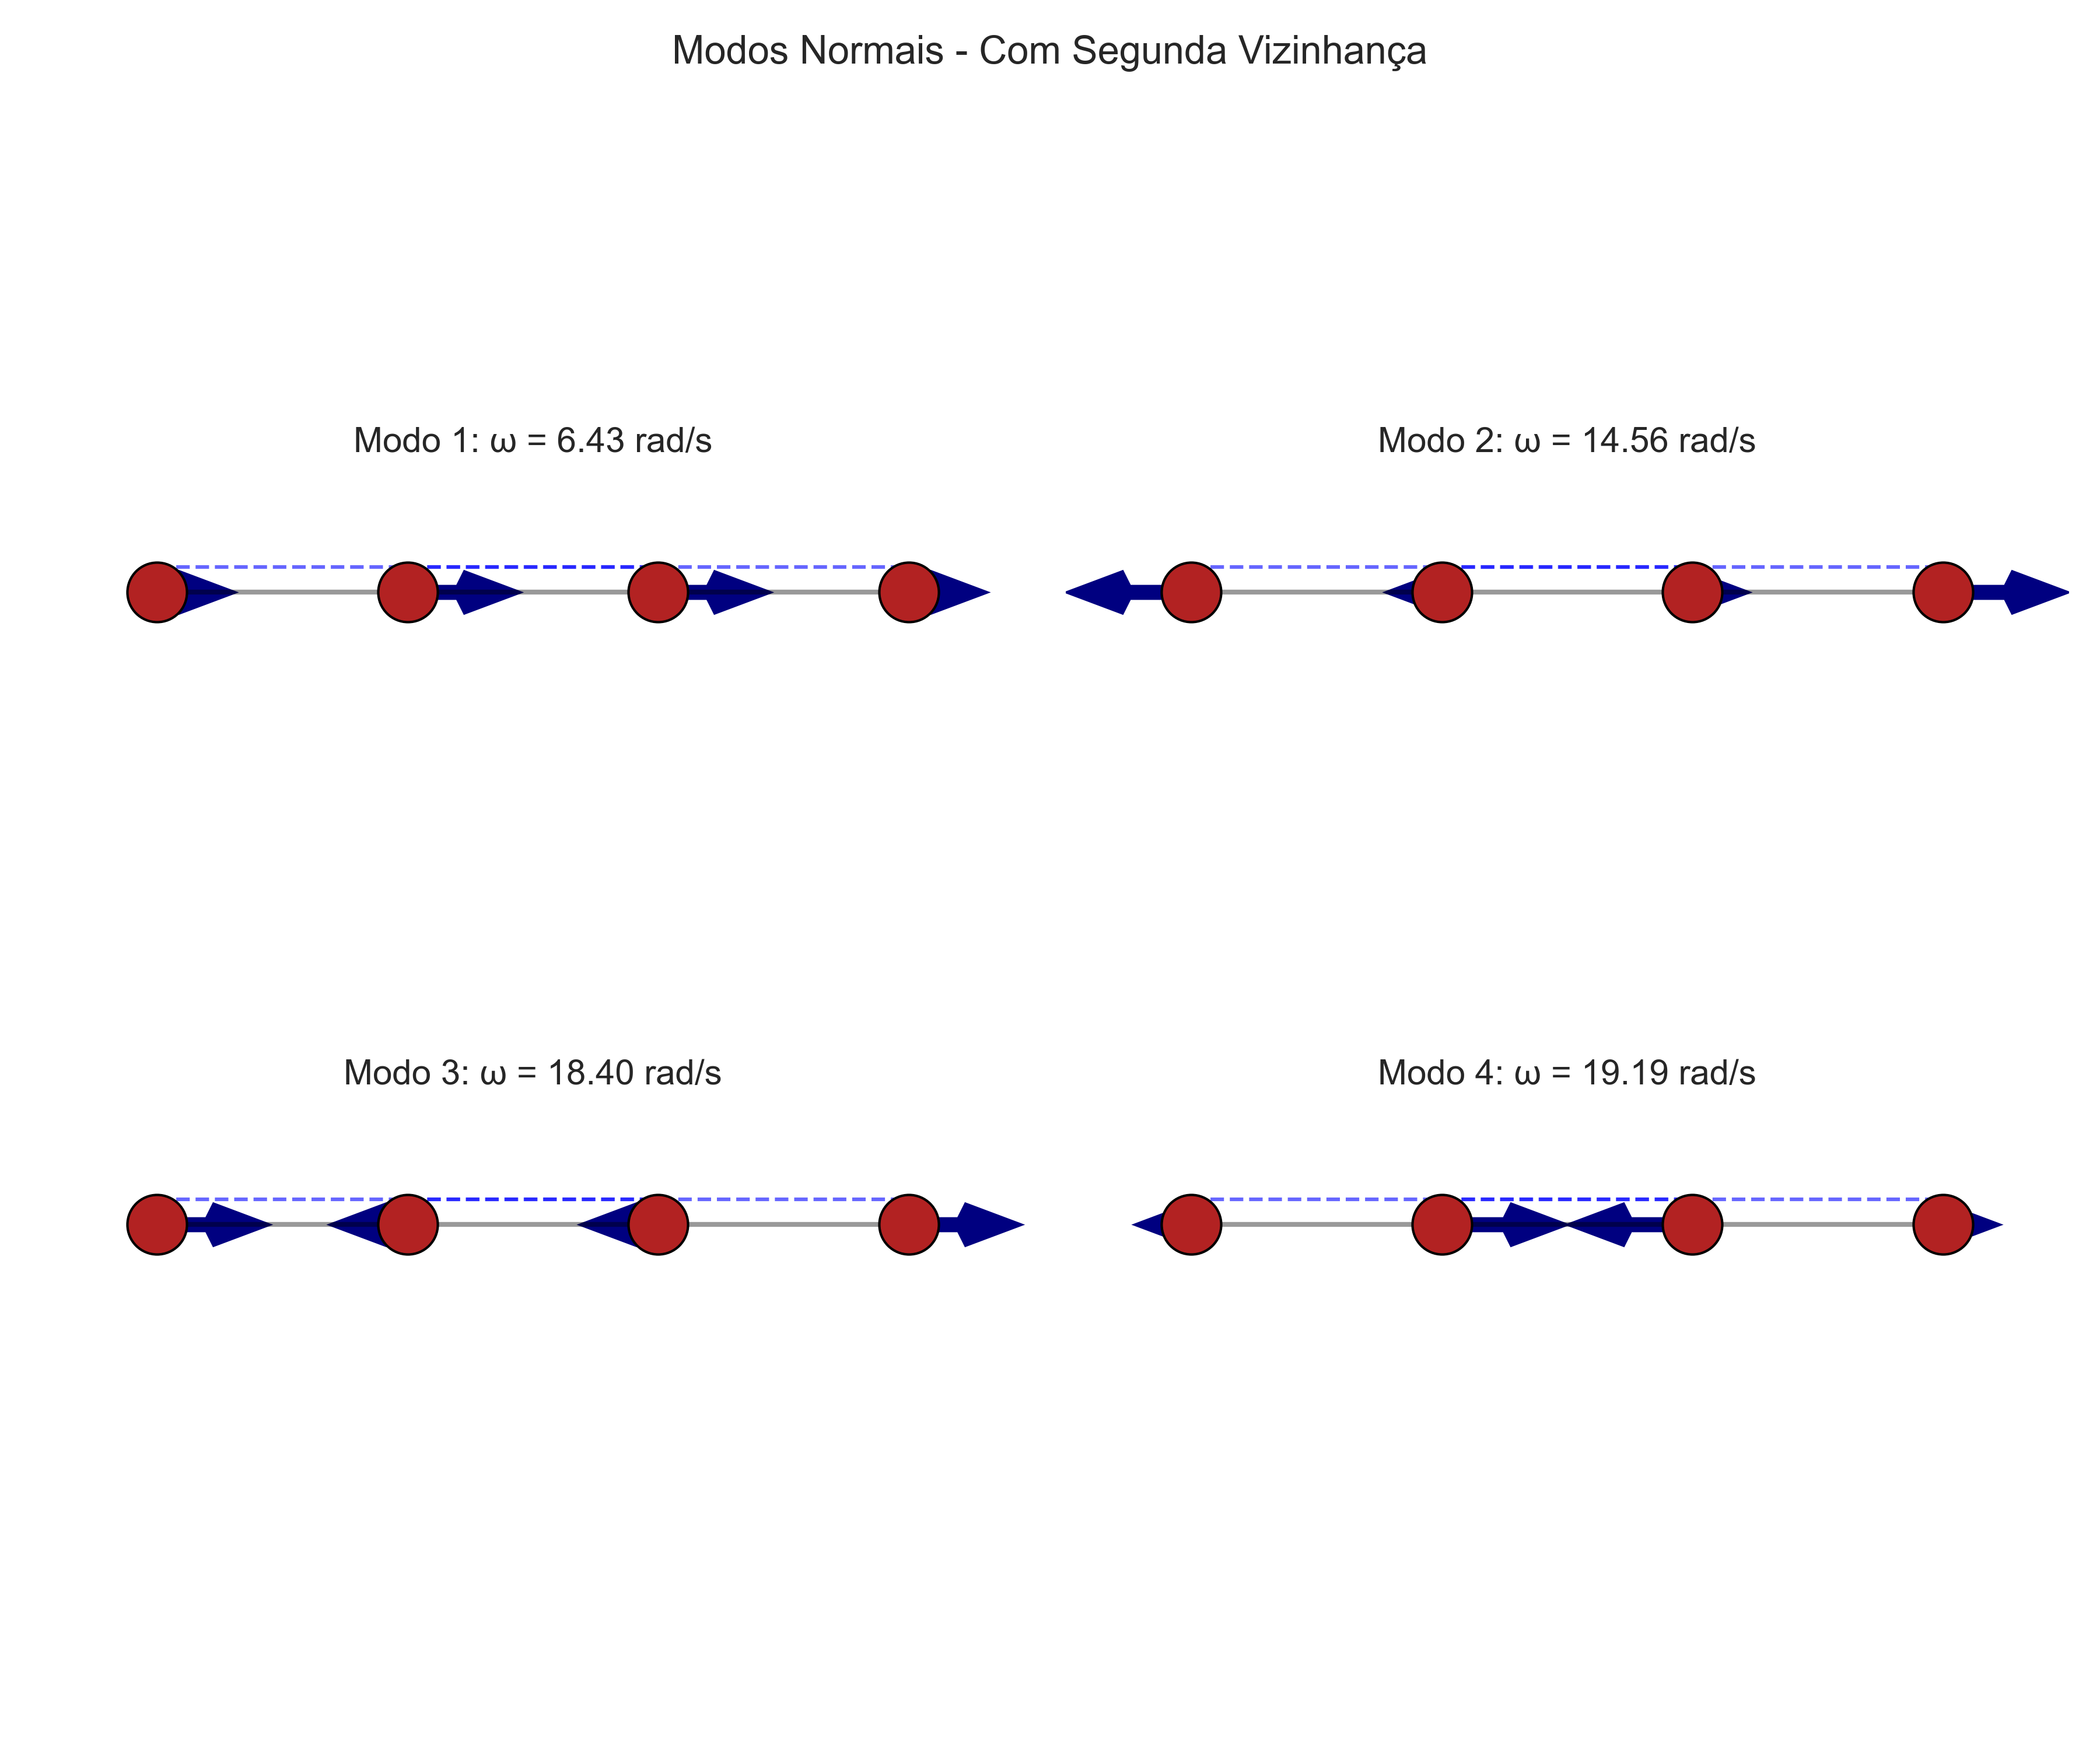 Modos Normais - Com Segunda Vizinhança
Modo 1: ω = 6.43 rad/s
Modo 2: ω = 14.56 rad/s
Modo 3: ω = 18.40 rad/s
Modo 4: ω = 19.19 rad/s